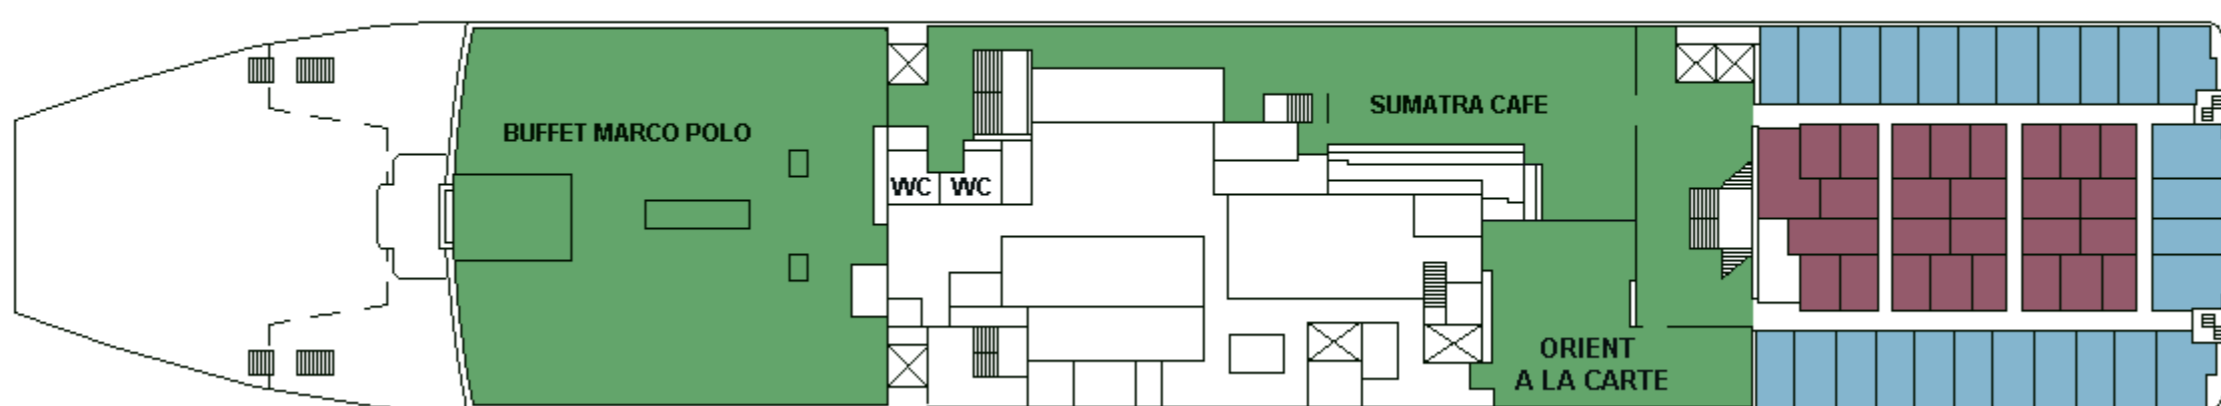 BUFFET MARCO POLO
SUMATRA CAFE
WC
WC
ORIENT
A LA CARTE